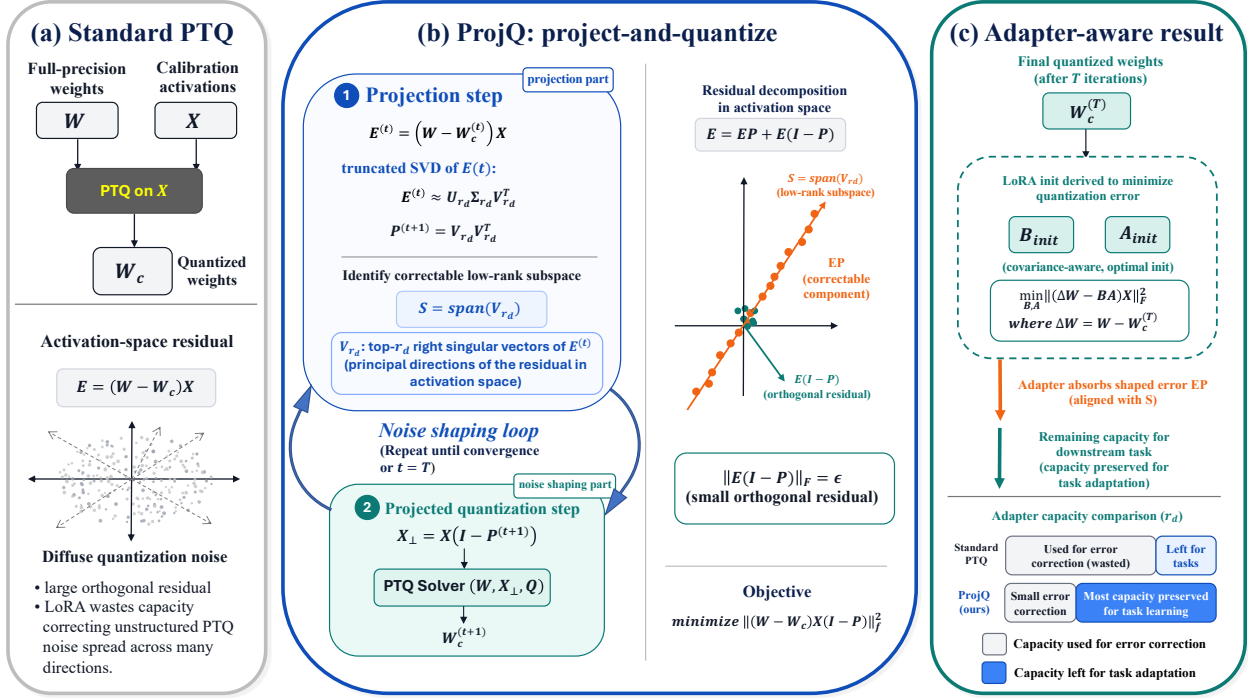 (a) Standard PTQ
Full-precision
weights
Calibration
activations
W
X
PTQ on X
W_c
Quantized
weights
Activation-space residual
E = (W − W_c)X
Diffuse quantization noise
• large orthogonal residual
• LoRA wastes capacity
correcting unstructured PTQ
noise spread across many
directions.
(b) ProjQ: project-and-quantize
projection part
1 Projection step
E^{(t)} = (W − W_c^{(t)}) X
truncated SVD of E(t):
E^{(t)} ≈ U_{r_d} Σ_{r_d} V_{r_d}^T
P^{(t+1)} = V_{r_d} V_{r_d}^T
Identify correctable low-rank subspace
S = span(V_{r_d})
V_{r_d}: top-r_d right singular vectors of E^{(t)}
(principal directions of the residual in
activation space)
Noise shaping loop
(Repeat until convergence
or t = T)
noise shaping part
2 Projected quantization step
X_⊥ = X(I − P^{(t+1)})
PTQ Solver (W, X_⊥, Q)
W_c^{(t+1)}
Residual decomposition
in activation space
E = EP + E(I − P)
S = span(V_{r_d})
(low-rank subspace)
EP
(correctable
component)
E(I − P)
(orthogonal residual)
‖E(I − P)‖_F = ϵ
(small orthogonal residual)
Objective
minimize ‖(W − W_c)X(I − P)‖_f^2
(c) Adapter-aware result
Final quantized weights
(after T iterations)
W_c^{(T)}
LoRA init derived to minimize
quantization error
B_{init}
A_{init}
(covariance-aware, optimal init)
min_{B,A} ‖(ΔW − BA)X‖_F^2
where ΔW = W − W_c^{(T)}
Adapter absorbs shaped error EP
(aligned with S)
Remaining capacity for
downstream task
(capacity preserved for
task adaptation)
Adapter capacity comparison (r_d)
Standard
PTQ
Used for error
correction (wasted)
Left for
tasks
ProjQ
(ours)
Small error
correction
Most capacity preserved
for task learning
Capacity used for error correction
Capacity left for task adaptation